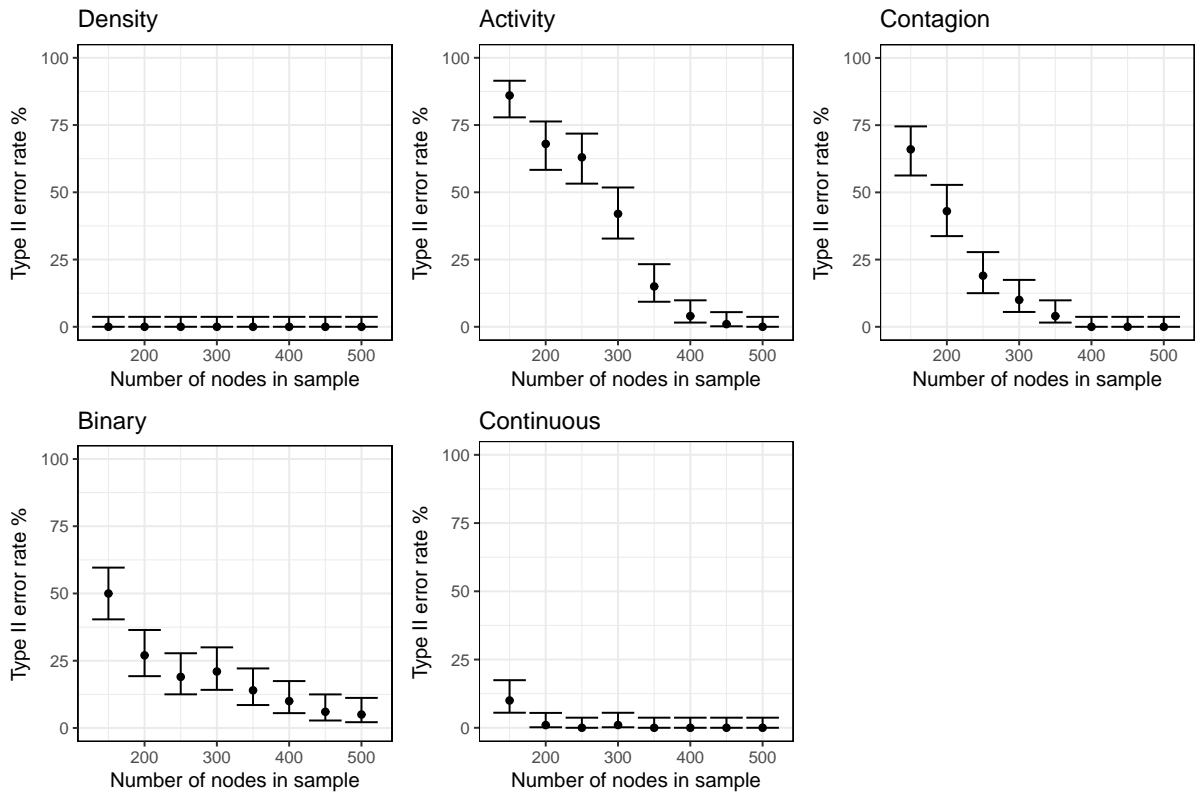 Density
Type II error rate %
100
75
50
25
0
200 300 400 500
Number of nodes in sample
Activity
Type II error rate %
100
75
50
25
0
200 300 400 500
Number of nodes in sample
Contagion
Type II error rate %
100
75
50
25
0
200 300 400 500
Number of nodes in sample
Binary
Type II error rate %
100
75
50
25
0
200 300 400 500
Number of nodes in sample
Continuous
Type II error rate %
100
75
50
25
0
200 300 400 500
Number of nodes in sample